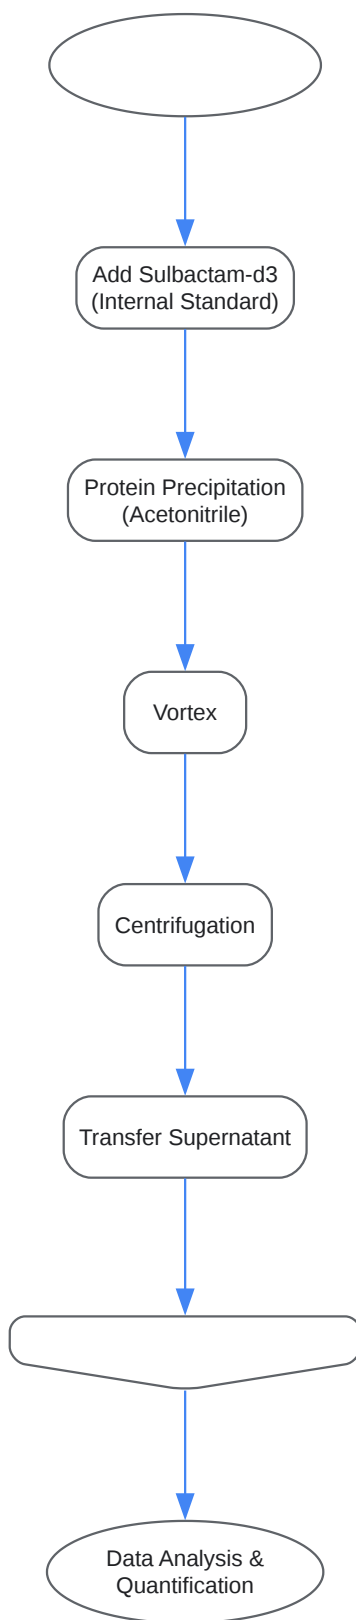 Add Sulbactam-d3
(Internal Standard)
Protein Precipitation
(Acetonitrile)
Vortex
Centrifugation
Transfer Supernatant
Data Analysis &
Quantification